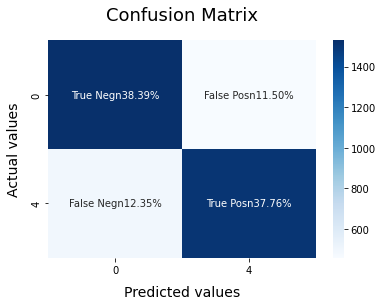 Confusion Matrix
True Negn38.39%
False Posn11.50%
False Negn12.35%
True Posn37.76%
0
4
Actual values
0
4
Predicted values
1400
1200
1000
800
600